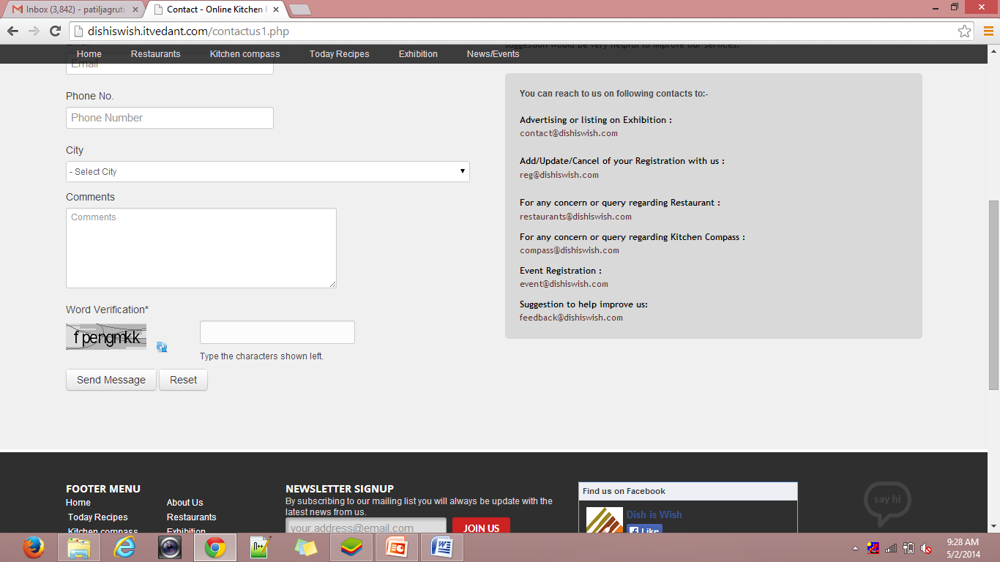 Inbox (3,842) - patiljagruti
Contact - Online Kitchen
dishiswish.itvedant.com/contactus1.php
suggestion would be very helpful to improve our services.
Home Restaurants Kitchen compass Today Recipes Exhibition News/Events
Email
Phone No.
Phone Number
City
- Select City
Comments
Comments
Word Verification*
f pengmkk
Type the characters shown left.
Send Message Reset
You can reach to us on following contacts to:-
Advertising or listing on Exhibition :
contact@dishiswish.com
Add/Update/Cancel of your Registration with us :
reg@dishiswish.com
For any concern or query regarding Restaurant :
restaurants@dishiswish.com
For any concern or query regarding Kitchen Compass :
compass@dishiswish.com
Event Registration :
event@dishiswish.com
Suggestion to help improve us:
feedback@dishiswish.com
FOOTER MENU
Home About Us
Today Recipes Restaurants
Kitchen compass Exhibition
NEWSLETTER SIGNUP
By subscribing to our mailing list you will always be update with the
latest news from us.
your.address@email.com JOIN US
Find us on Facebook
Dish is Wish
Like
say hi
9:28 AM
5/2/2014